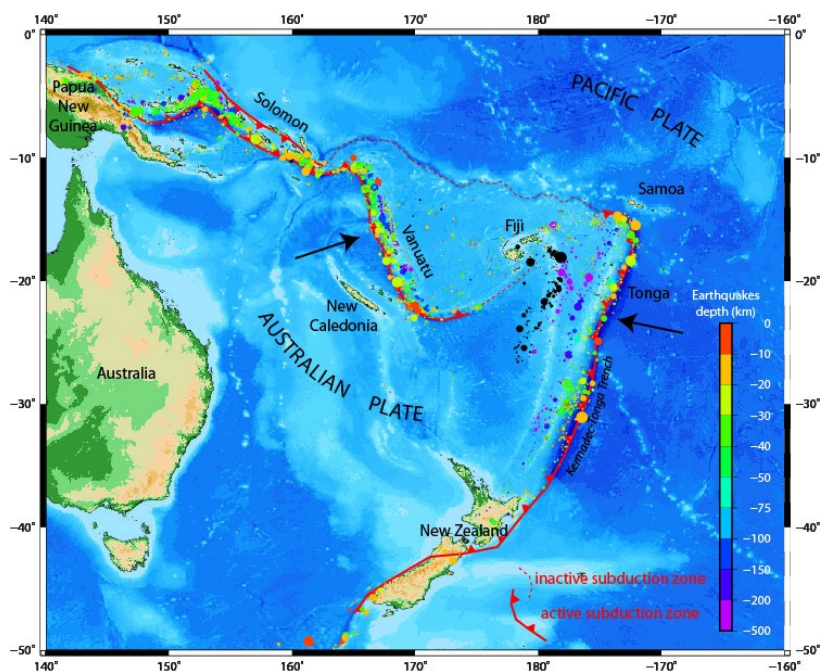 140° 150° 160° 170° 180° −170° −160°
0° 0°
PACIFIC PLATE
Papua
New
Guinea
Solomon
−10° −10°
Samoa
Fiji
Vanuatu
−20° −20°
Tonga
New
Caledonia
Earthquakes
depth (km)
0
−10
−20
−30
−50
−75
−100
−150
−200
−500
AUSTRALIAN PLATE
Australia
−30° −30°
Kermadec-Tonga Trench
−40° −40°
New Zealand
inactive subduction zone
active subduction zone
−50° −50°
140° 150° 160° 170° 180° −170° −160°